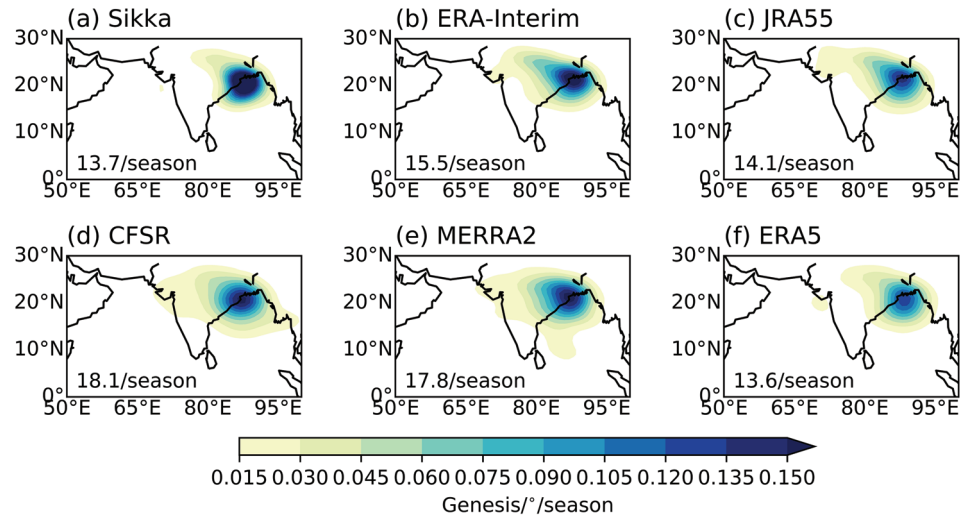 (a) Sikka
(b) ERA-Interim
(c) JRA55
30°N
20°N
10°N
0°
13.7/season
50°E 65°E 80°E 95°E
30°N
20°N
10°N
0°
15.5/season
50°E 65°E 80°E 95°E
30°N
20°N
10°N
0°
14.1/season
50°E 65°E 80°E 95°E
(d) CFSR
(e) MERRA2
(f) ERA5
30°N
20°N
10°N
0°
18.1/season
50°E 65°E 80°E 95°E
30°N
20°N
10°N
0°
17.8/season
50°E 65°E 80°E 95°E
30°N
20°N
10°N
0°
13.6/season
50°E 65°E 80°E 95°E
0.015 0.030 0.045 0.060 0.075 0.090 0.105 0.120 0.135 0.150
Genesis/°/season